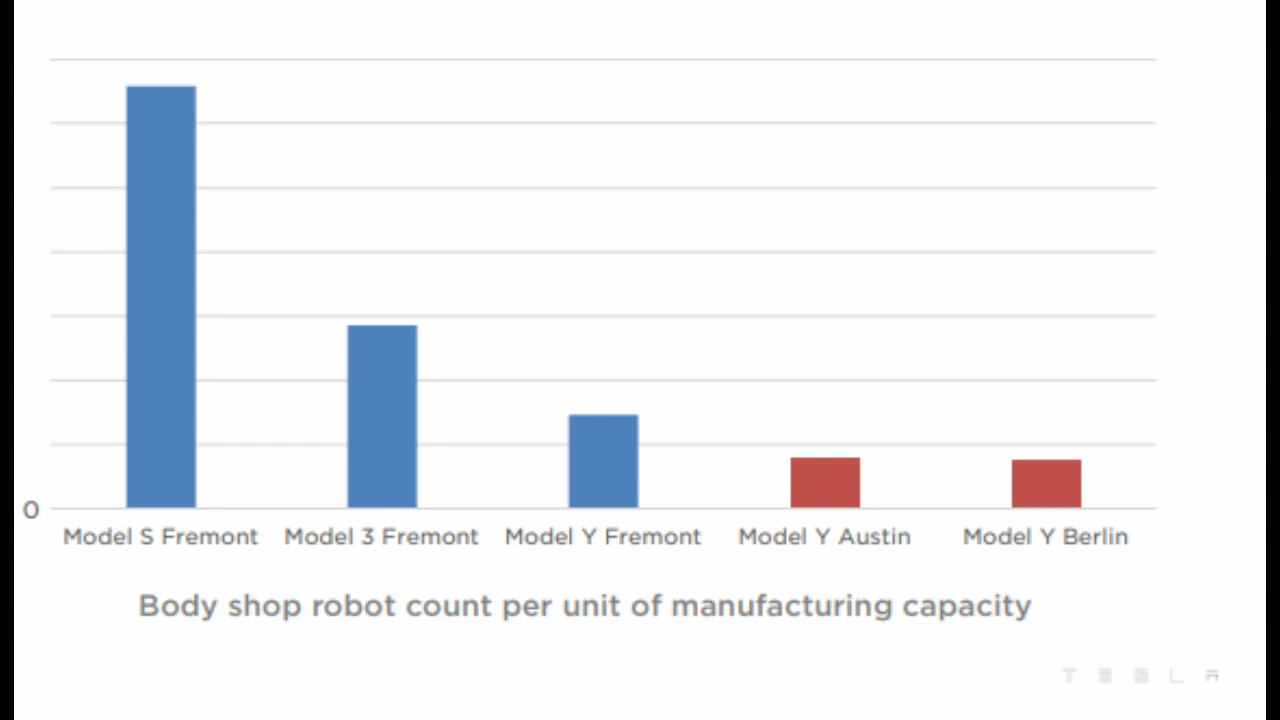 0
Model S Fremont Model 3 Fremont Model Y Fremont Model Y Austin Model Y Berlin
Body shop robot count per unit of manufacturing capacity
TESLA